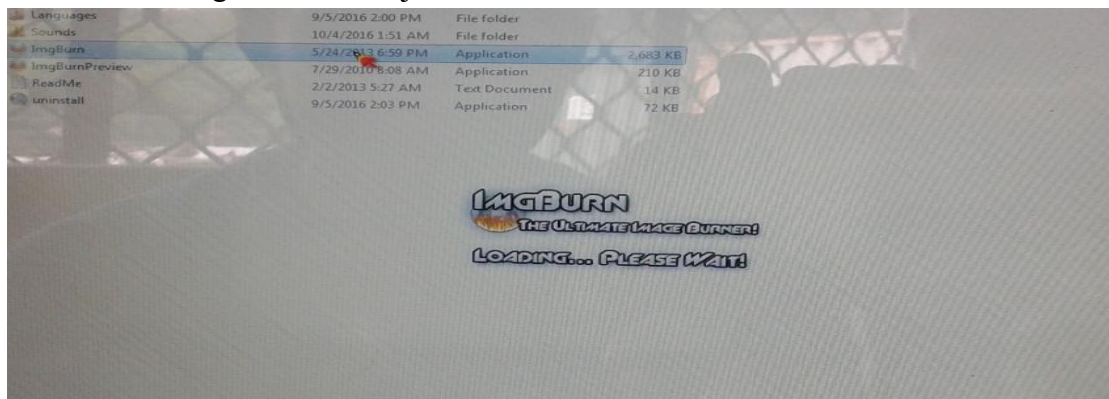 Languages 9/5/2016 2:00 PM File folder
Sounds 10/4/2016 1:51 AM File folder
ImgBurn 5/24/2013 6:59 PM Application 2,683 KB
ImgBurnPreview 7/29/2010 8:08 AM Application 210 KB
ReadMe 2/2/2013 5:27 AM Text Document 14 KB
uninstall 9/5/2016 2:03 PM Application 72 KB
ImgBurn
The Ultimate Image Burner!
Loading... Please Wait!